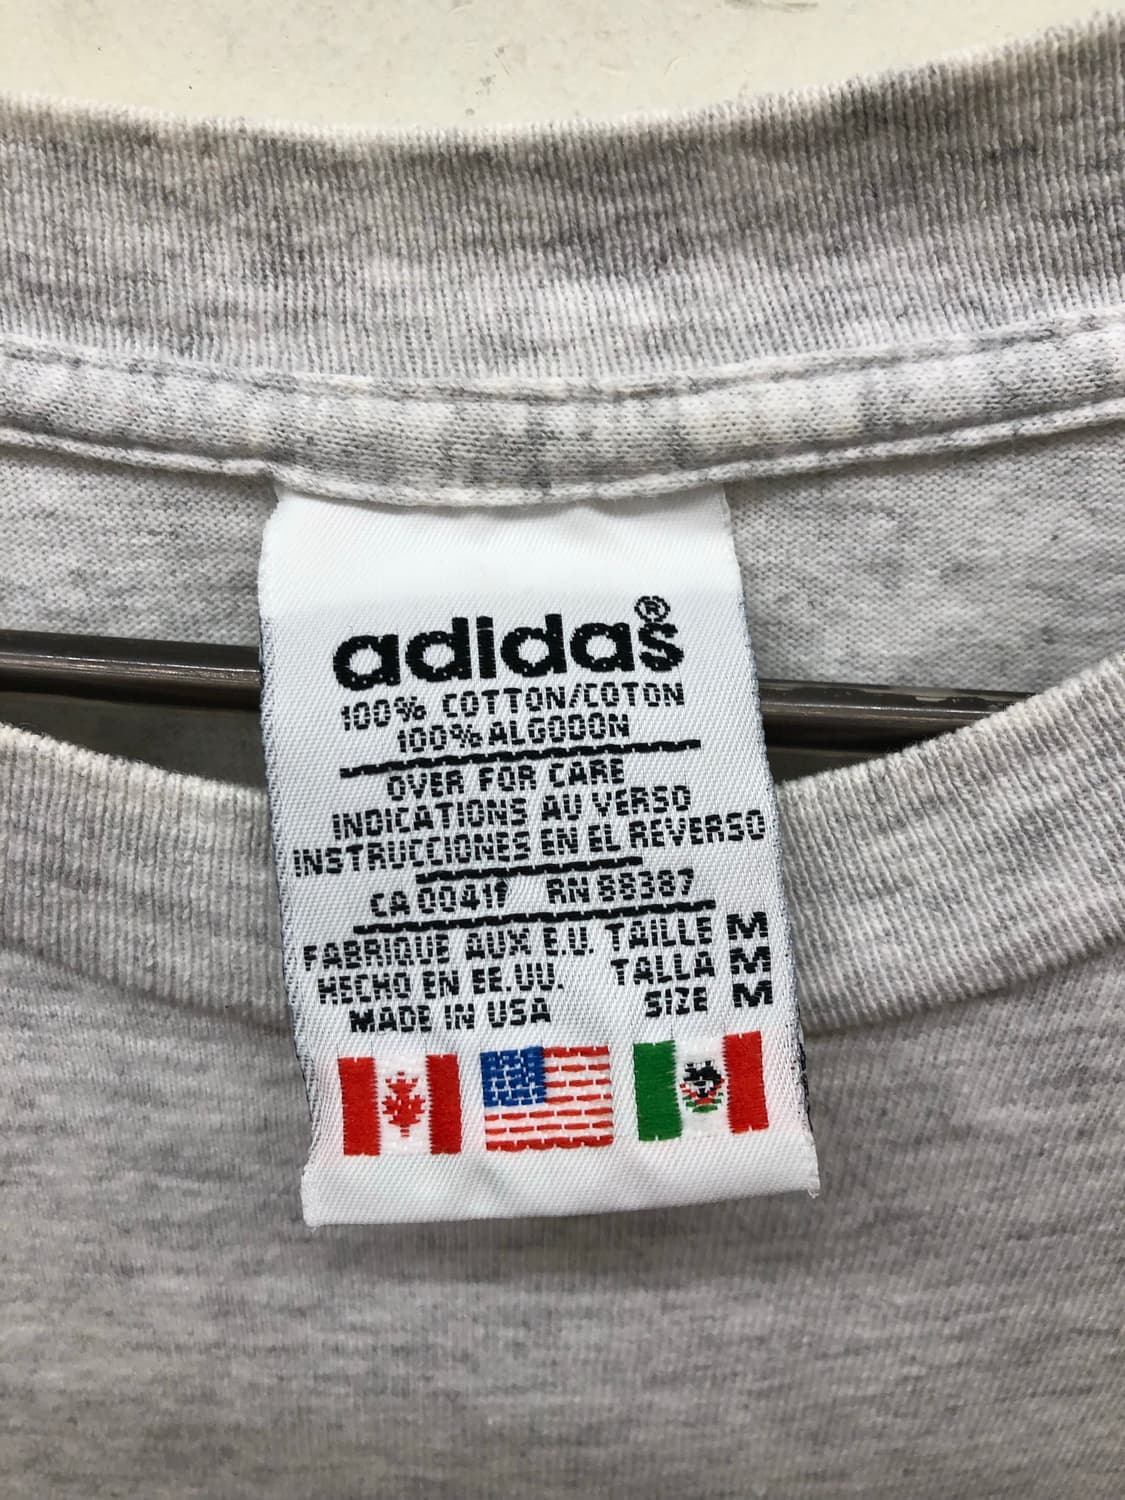 adidas®
100% COTTON/COTON
100% ALGODON
OVER FOR CARE
INDICATIONS AU VERSO
INSTRUCCIONES EN EL REVERSO
CA 00419 RN 88387
FABRIQUE AUX E.U. TAILLE M
HECHO EN EE.UU. TALLA M
MADE IN USA SIZE M